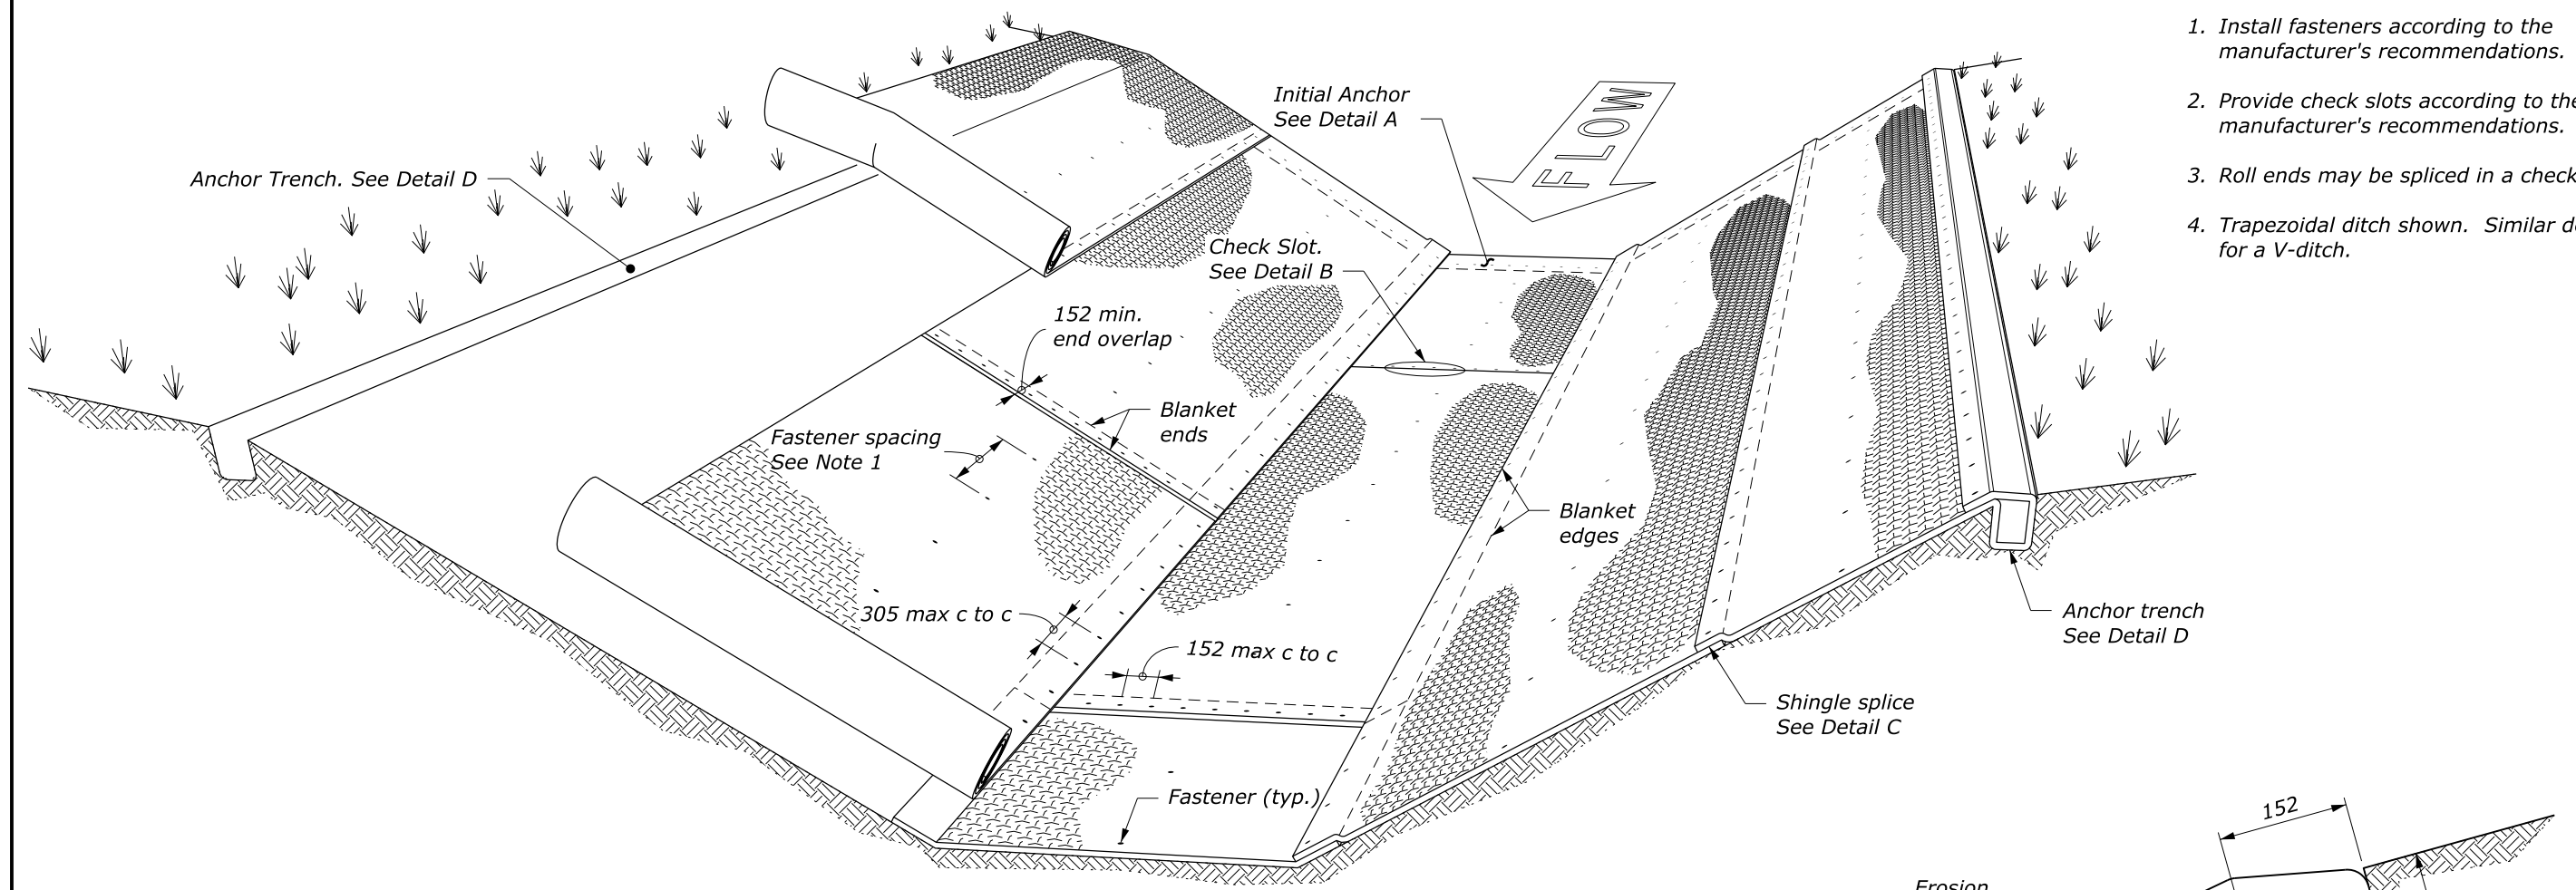 1. Install fasteners according to the
manufacturer's recommendations.
2. Provide check slots according to the
manufacturer's recommendations.
3. Roll ends may be spliced in a check
4. Trapezoidal ditch shown. Similar
for a V-ditch.
Initial Anchor
See Detail A
FLOW
Anchor Trench. See Detail D
Check Slot.
See Detail B
152 min.
end overlap
Blanket
ends
Fastener spacing
See Note 1
Blanket
edges
305 max c to c
152 max c to c
Anchor trench
See Detail D
Shingle splice
See Detail C
Fastener (typ.)
152
Erosion